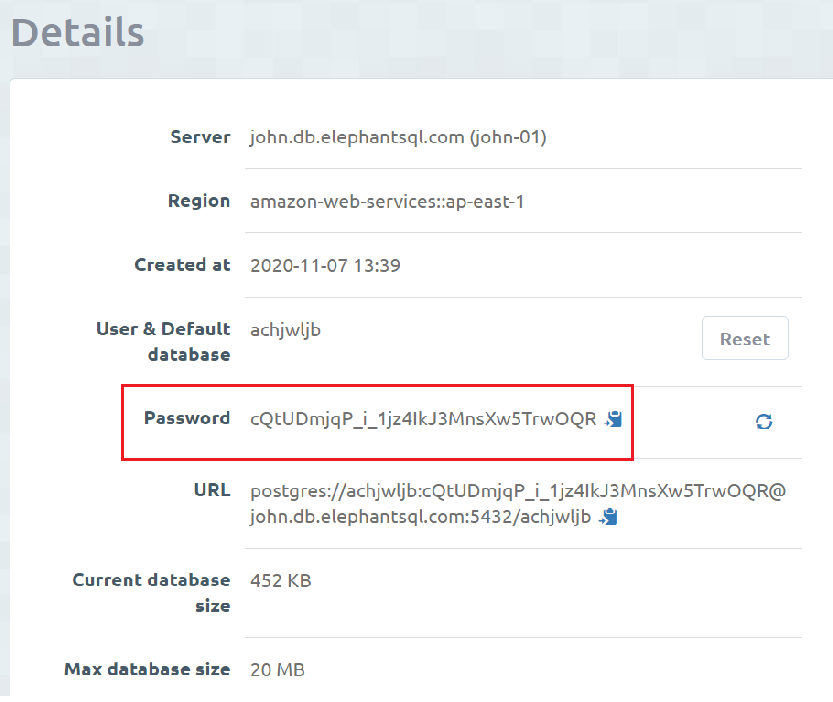 Details
Server john.db.elephantsql.com (john-01)
Region amazon-web-services::ap-east-1
Created at 2020-11-07 13:39
User & Default achjwljb
database
Reset
Password cQtUDmjqP_i_1jz4IkJ3MnsXw5TrwOQR
URL postgres://achjwljb:cQtUDmjqP_i_1jz4IkJ3MnsXw5TrwOQR@
john.db.elephantsql.com:5432/achjwljb
Current database 452 KB
size
Max database size 20 MB